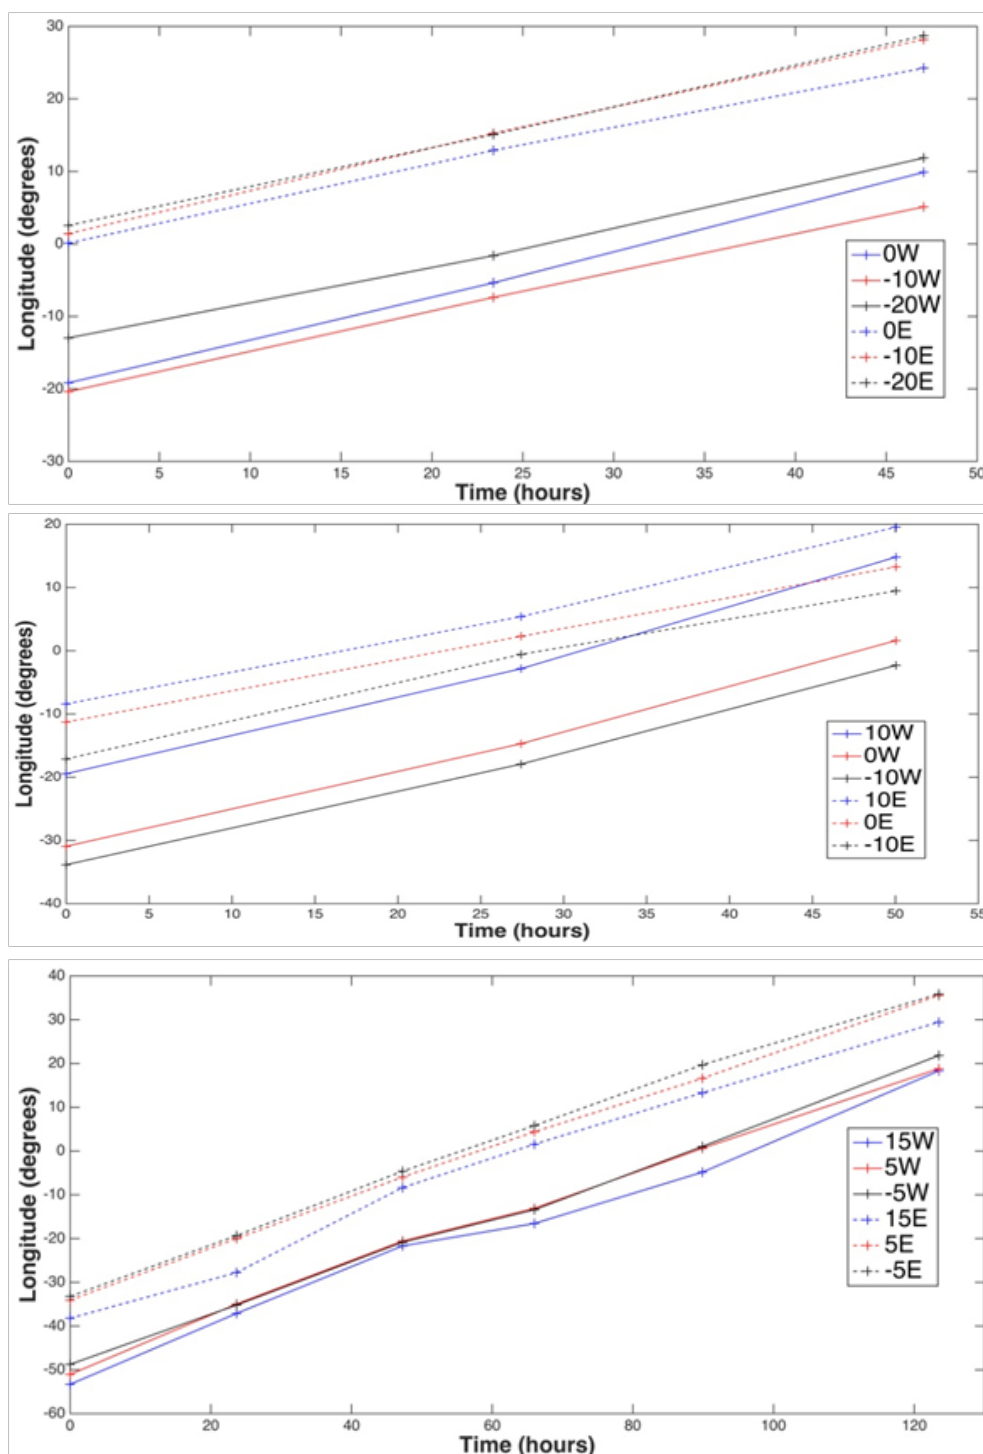 30
20
10
0
-10
-20
-30
Longitude (degrees)
0W
-10W
-20W
0E
-10E
-20E
0 5 10 15 20 25 30 35 40 45 50
Time (hours)
20
10
0
-10
-20
-30
-40
Longitude (degrees)
10W
0W
-10W
10E
0E
-10E
0 5 10 15 20 25 30 35 40 45 50 55
Time (hours)
40
30
20
10
0
-10
-20
-30
-40
-50
-60
Longitude (degrees)
15W
5W
-5W
15E
5E
-5E
0 20 40 60 80 100 120
Time (hours)